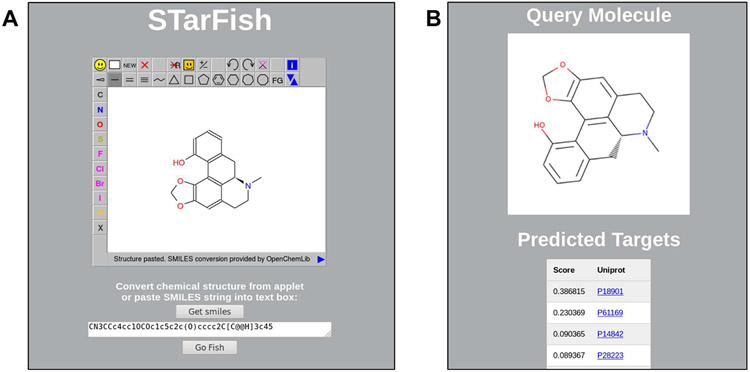 A
STarFish
NEW
R
i
FG
C
N
O
S
F
Cl
Br
I
X
HO
O
O
N
Structure pasted. SMILES conversion provided by OpenChemLib
Convert chemical structure from applet
or paste SMILES string into text box:
Get smiles
CN3CCc4cc1OCOc1c5c2c(O)cccc2C[C@@H]3c45
Go Fish
B
Query Molecule
O
O
HO
N
Predicted Targets
Score Uniprot
0.386815 P18901
0.230369 P61169
0.090365 P14842
0.089367 P28223